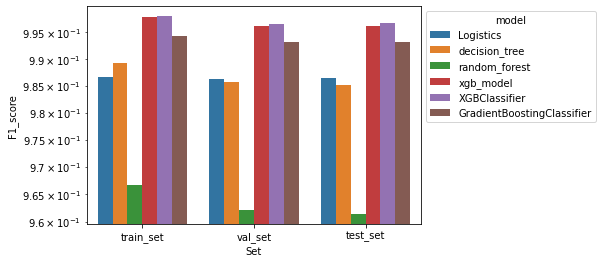 9.95 × 10⁻¹
9.9 × 10⁻¹
9.85 × 10⁻¹
9.8 × 10⁻¹
9.75 × 10⁻¹
9.7 × 10⁻¹
9.65 × 10⁻¹
9.6 × 10⁻¹
F1_score
train_set
val_set
test_set
Set
model
Logistics
decision_tree
random_forest
xgb_model
XGBClassifier
GradientBoostingClassifier